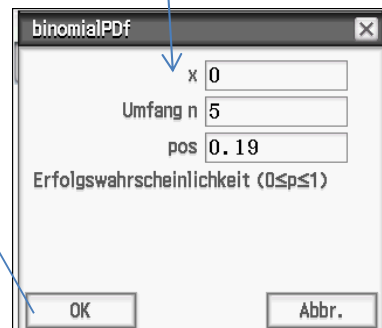 binomialPDf
x 0
Umfang n 5
pos 0.19
Erfolgswahrscheinlichkeit (0≤p≤1)
OK Abbr.